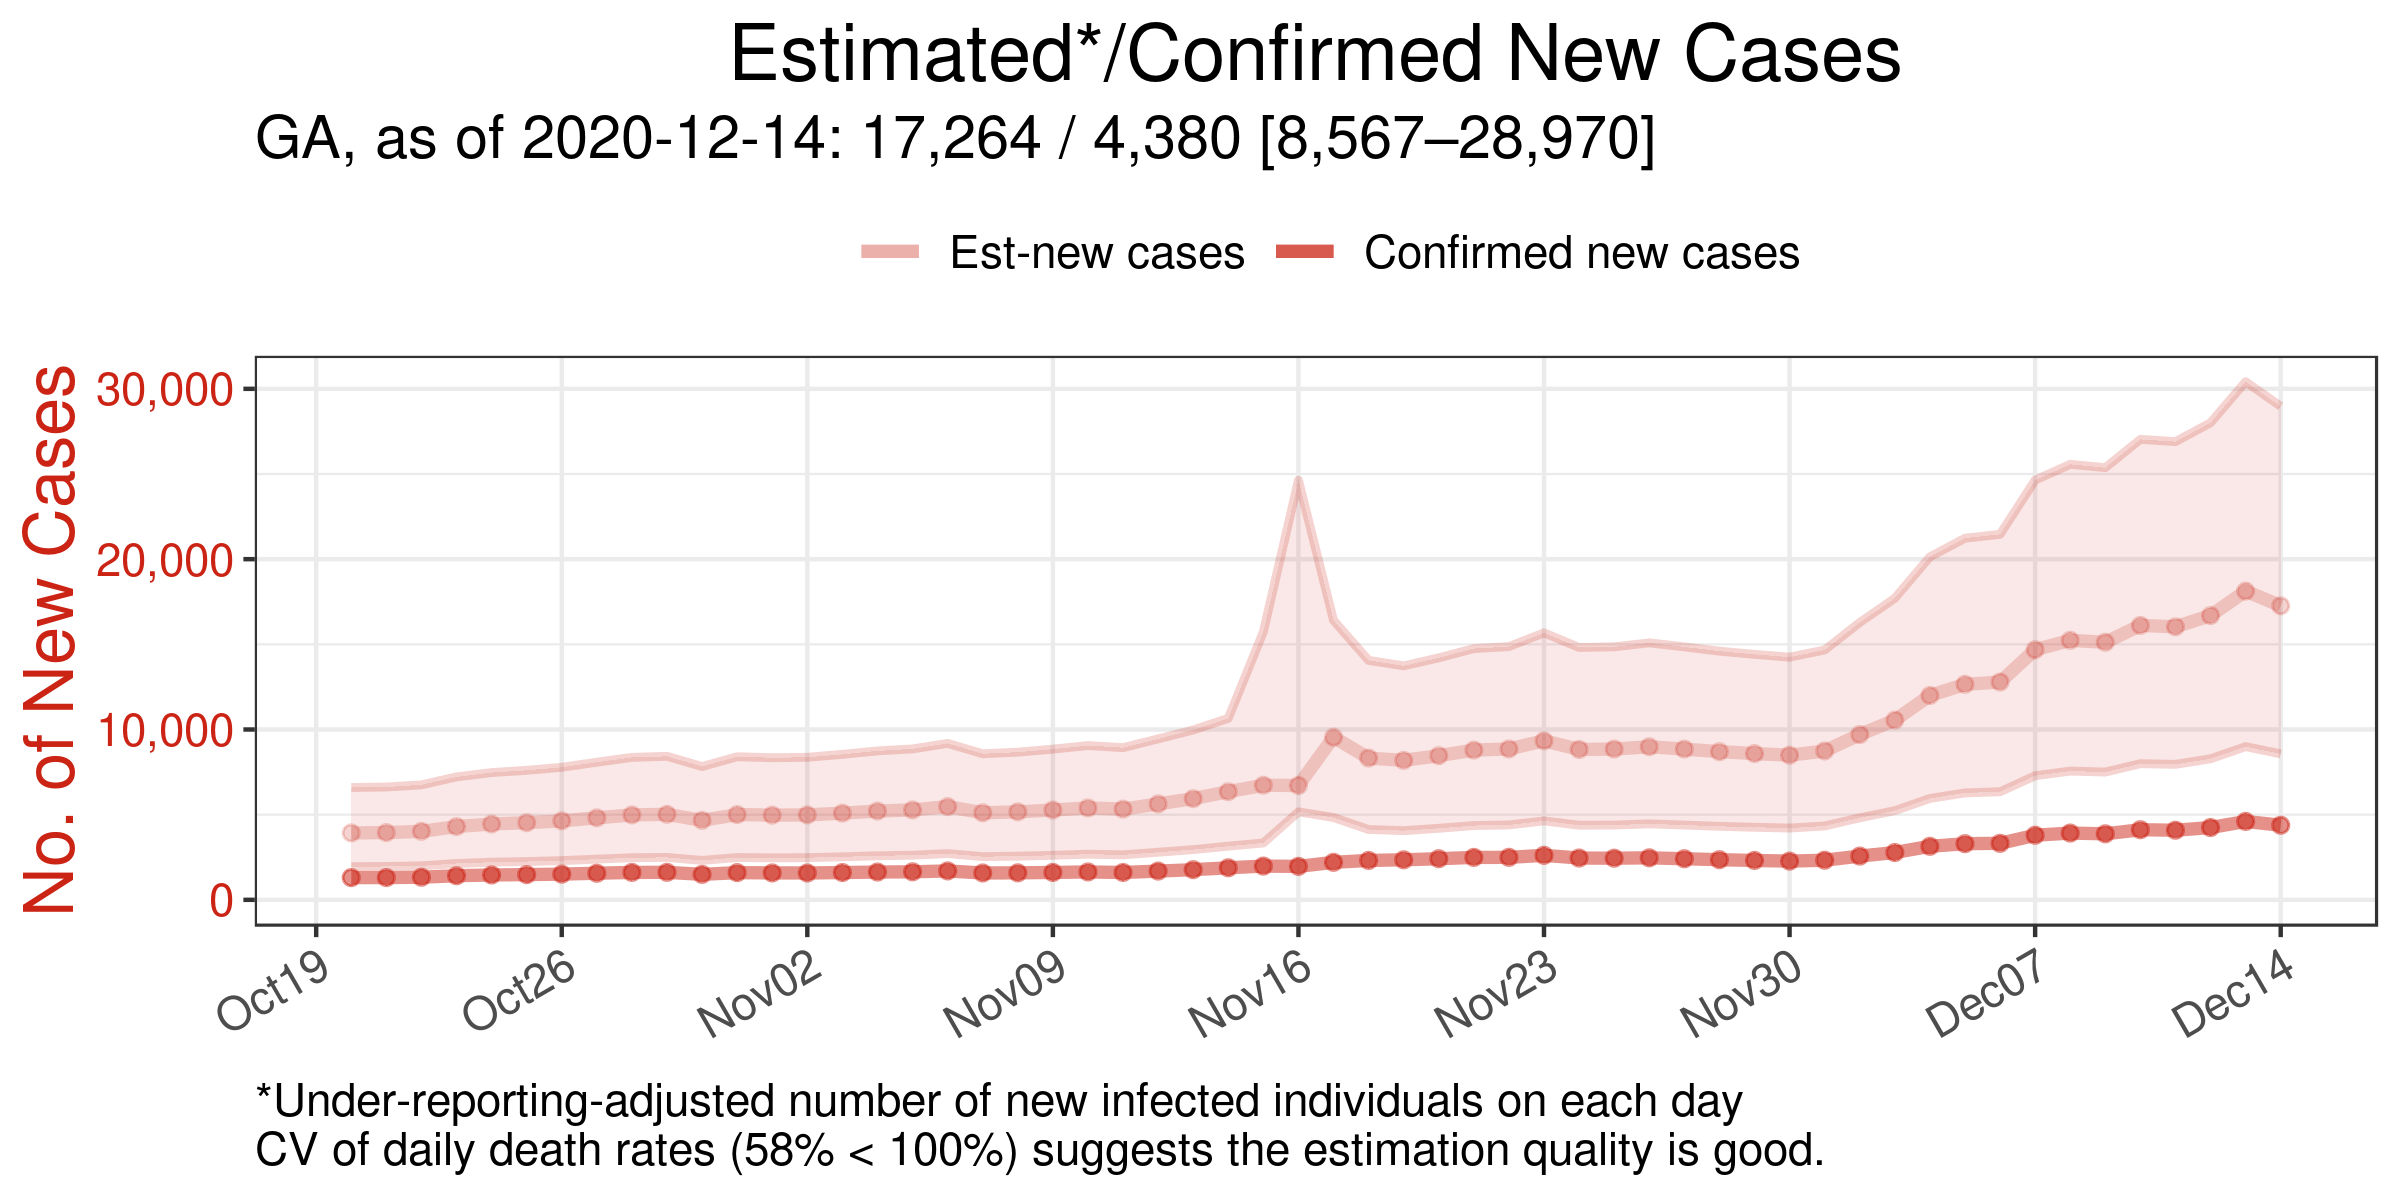 Estimated*/Confirmed New Cases
GA, as of 2020-12-14: 17,264 / 4,380 [8,567–28,970]
Est-new cases
Confirmed new cases
No. of New Cases
30,000
20,000
10,000
0
Oct19
Oct26
Nov02
Nov09
Nov16
Nov23
Nov30
Dec07
Dec14
*Under-reporting-adjusted number of new infected individuals on each day
CV of daily death rates (58% < 100%) suggests the estimation quality is good.